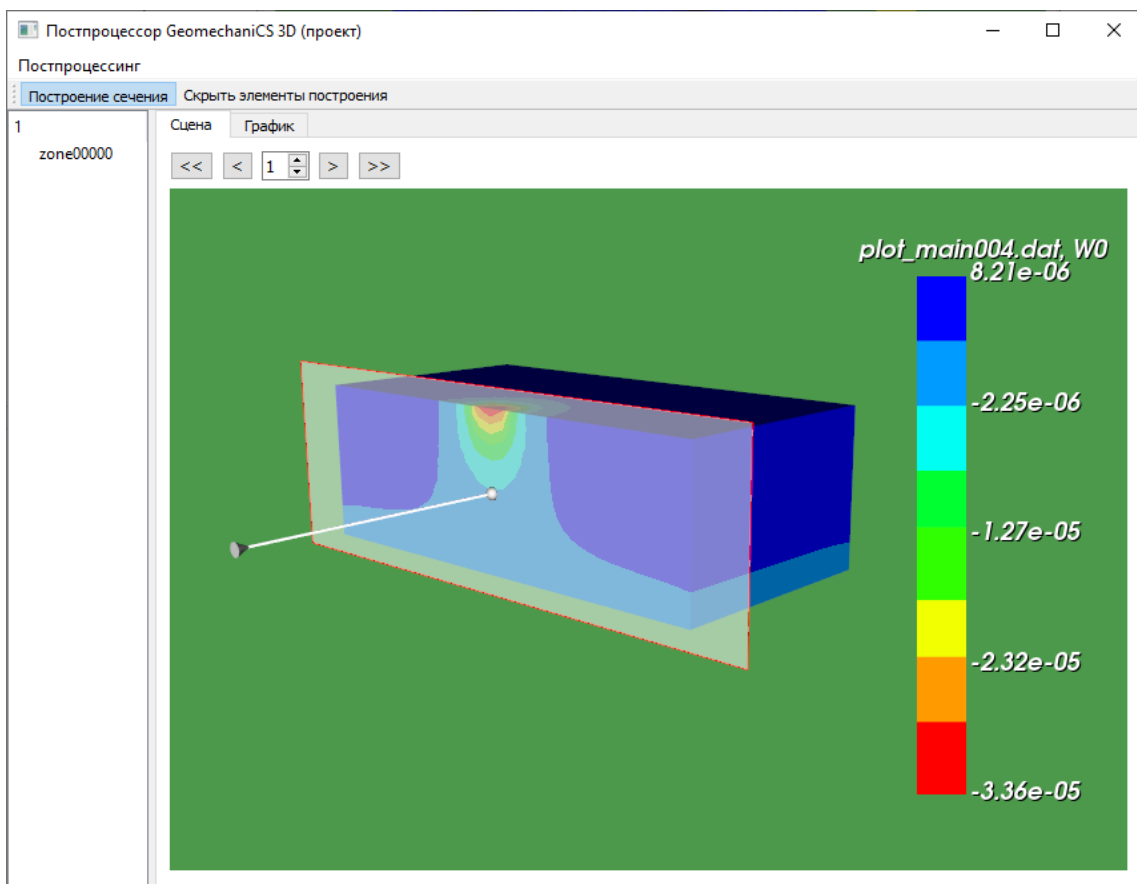 Постпроцессор GeomechaniCS 3D (проект)
Постпроцессинг
Построение сечения Скрыть элементы построения
1
zone00000
Сцена График
<< < 1 > >>
plot_main004.dat, W0
8.21e-06
-2.25e-06
-1.27e-05
-2.32e-05
-3.36e-05